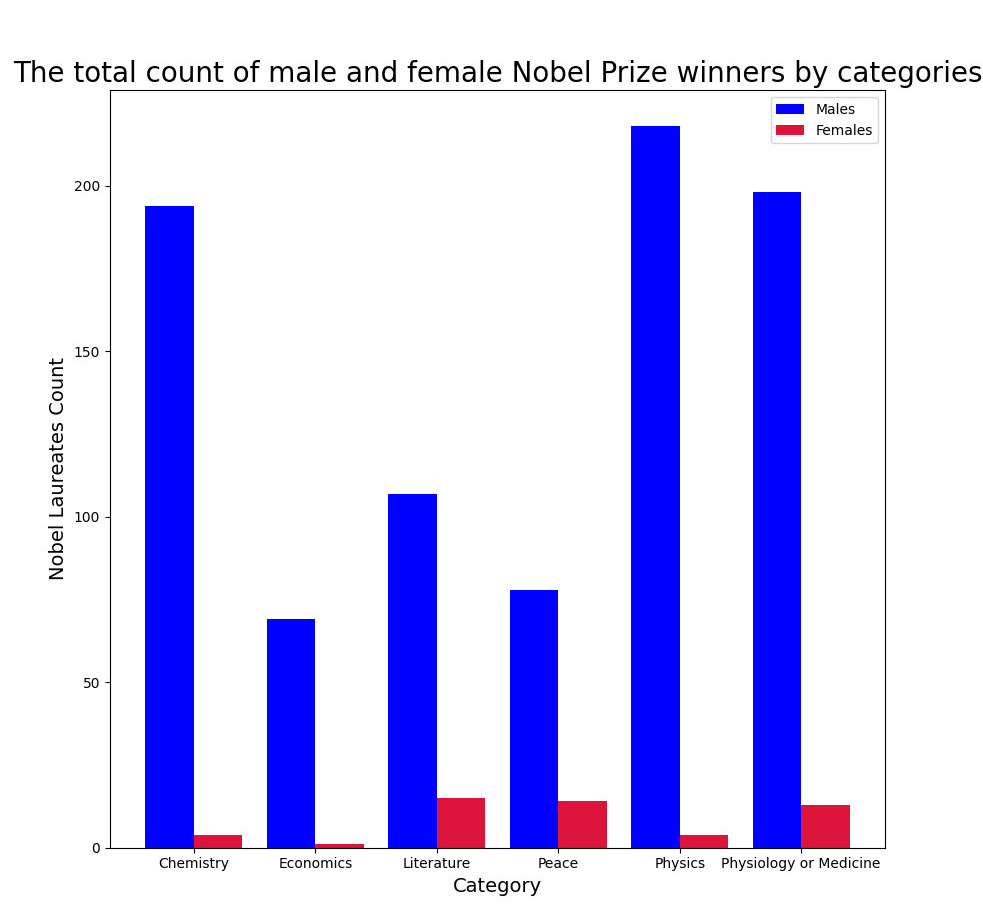 The total count of male and female Nobel Prize winners by categories
Males
Females
200
150
100
50
0
Nobel Laureates Count
Chemistry
Economics
Literature
Peace
Physics
Physiology or Medicine
Category